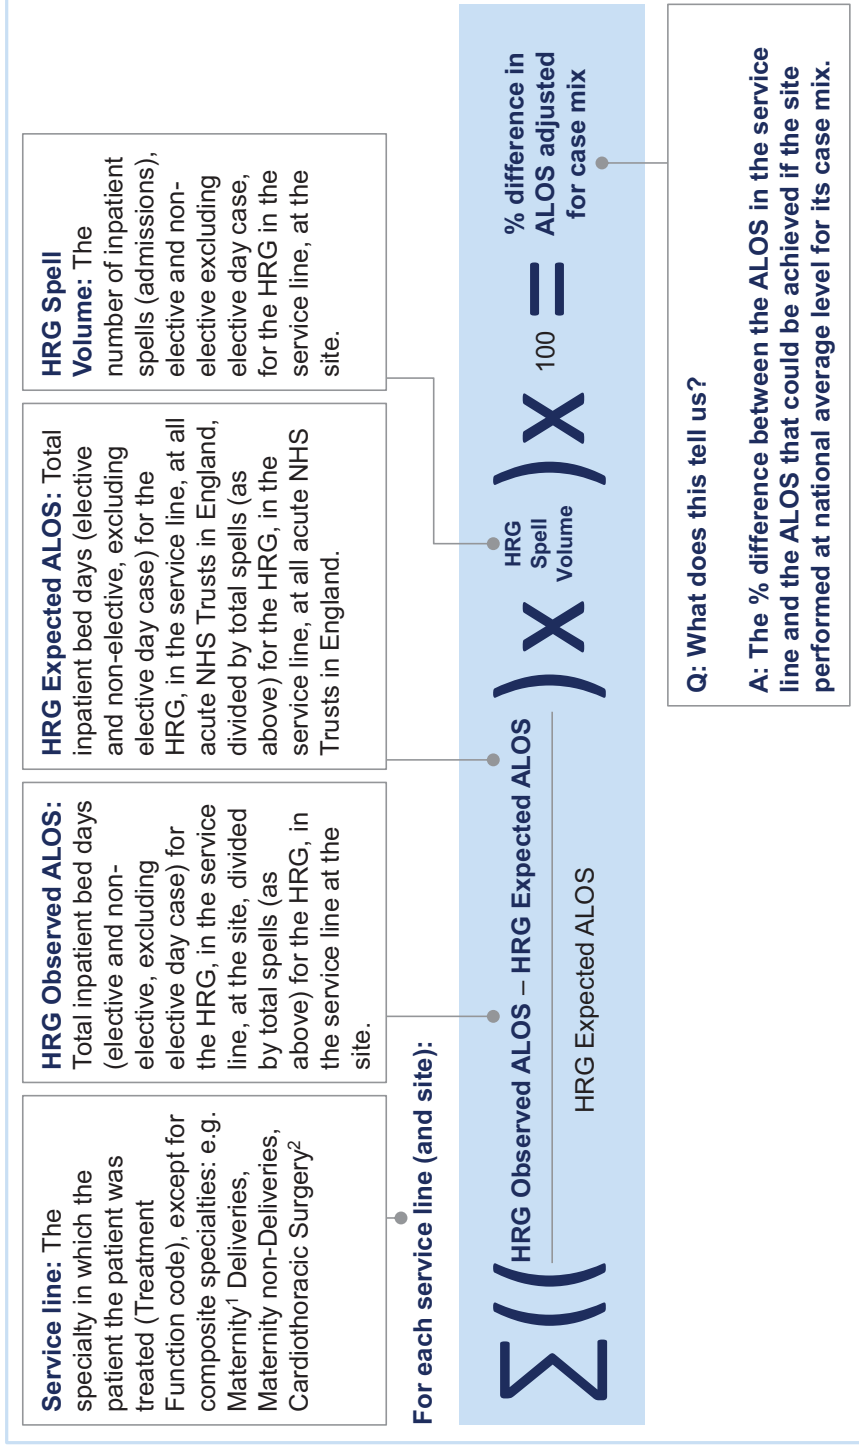 Service line: The
specialty in which the
patient the patient was
treated (Treatment
Function code), except for
composite specialties: e.g.
Maternity¹ Deliveries,
Maternity non-Deliveries,
Cardiothoracic Surgery²
HRG Observed ALOS:
Total inpatient bed days
(elective and non-
elective, excluding
elective day case) for
the HRG, in the service
line, at the site, divided
by total spells (as
above) for the HRG, in
the service line at the
site.
HRG Expected ALOS: Total
inpatient bed days (elective
and non-elective, excluding
elective day case) for the
HRG, in the service line, at all
acute NHS Trusts in England,
divided by total spells (as
above) for the HRG, in the
service line, at all acute NHS
Trusts in England.
HRG Spell
Volume: The
number of inpatient
spells (admissions),
elective and non-
elective excluding
elective day case,
for the HRG in the
service line, at the
site.
For each service line (and site):
Σ((HRG Observed ALOS – HRG Expected ALOS
HRG Expected ALOS
) X
HRG
Spell
Volume
) X 100 =
% difference in
ALOS adjusted
for case mix
Q: What does this tell us?
A: The % difference between the ALOS in the service
line and the ALOS that could be achieved if the site
performed at national average level for its case mix.